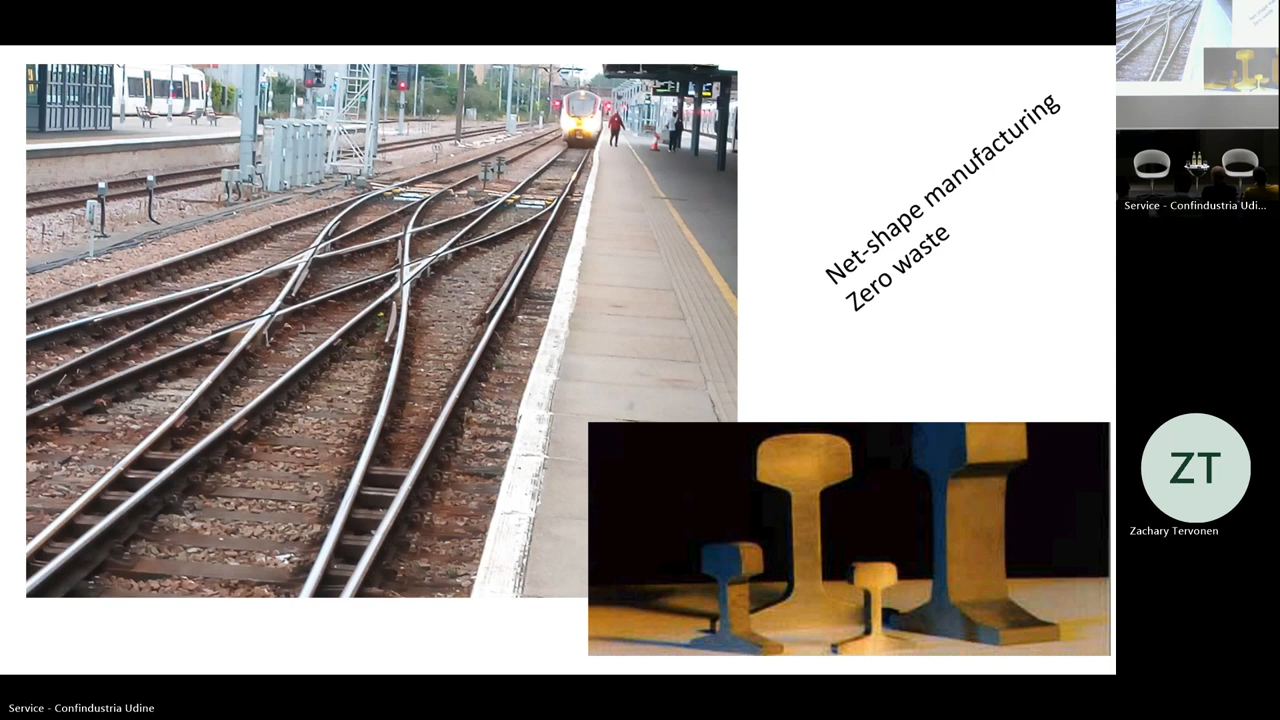 Net-shape manufacturing
Zero waste
Service - Confindustria Udi...
ZT
Zachary Tervonen
Service - Confindustria Udine